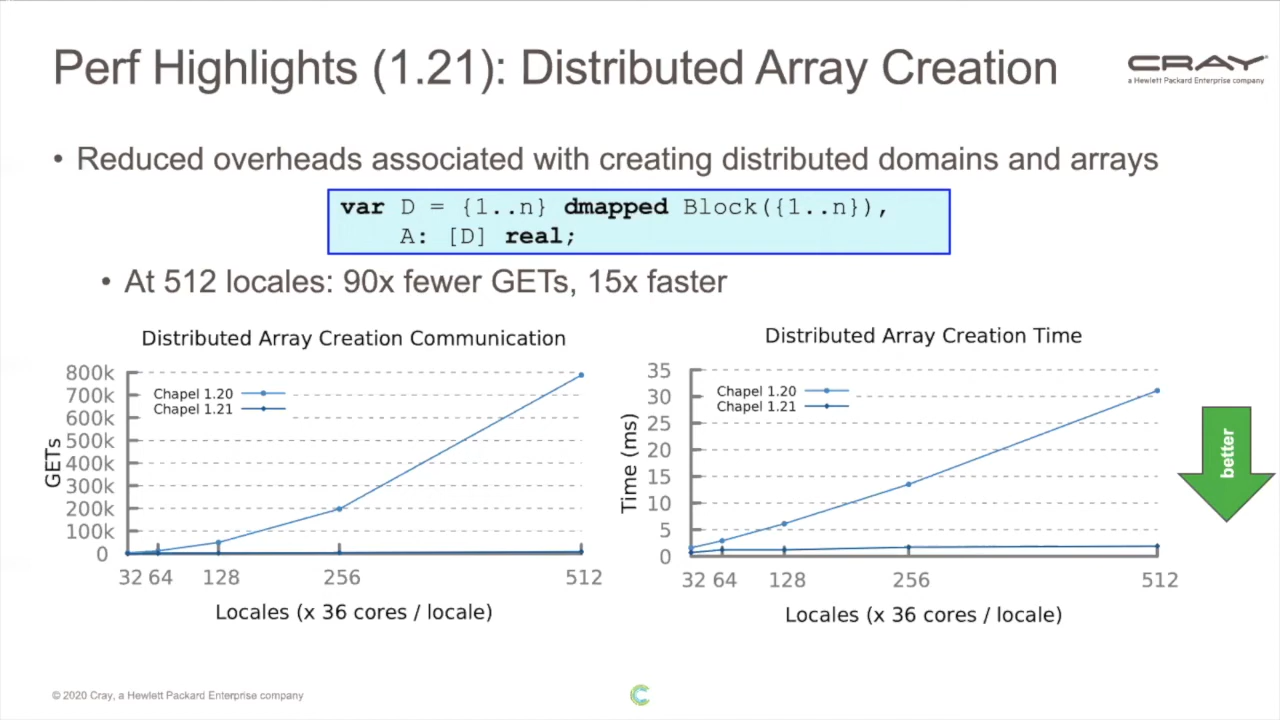 Perf Highlights (1.21): Distributed Array Creation
CRAY
a Hewlett Packard Enterprise company
• Reduced overheads associated with creating distributed domains and arrays
var D = {1..n} dmapped Block({1..n}),
A: [D] real;
• At 512 locales: 90x fewer GETs, 15x faster
Distributed Array Creation Communication
800k
700k
600k
500k
400k
300k
200k
100k
0
GETs
Chapel 1.20
Chapel 1.21
32 64 128 256 512
Locales (x 36 cores / locale)
Distributed Array Creation Time
35
30
25
20
15
10
5
0
Time (ms)
Chapel 1.20
Chapel 1.21
32 64 128 256 512
Locales (x 36 cores / locale)
better
© 2020 Cray, a Hewlett Packard Enterprise company